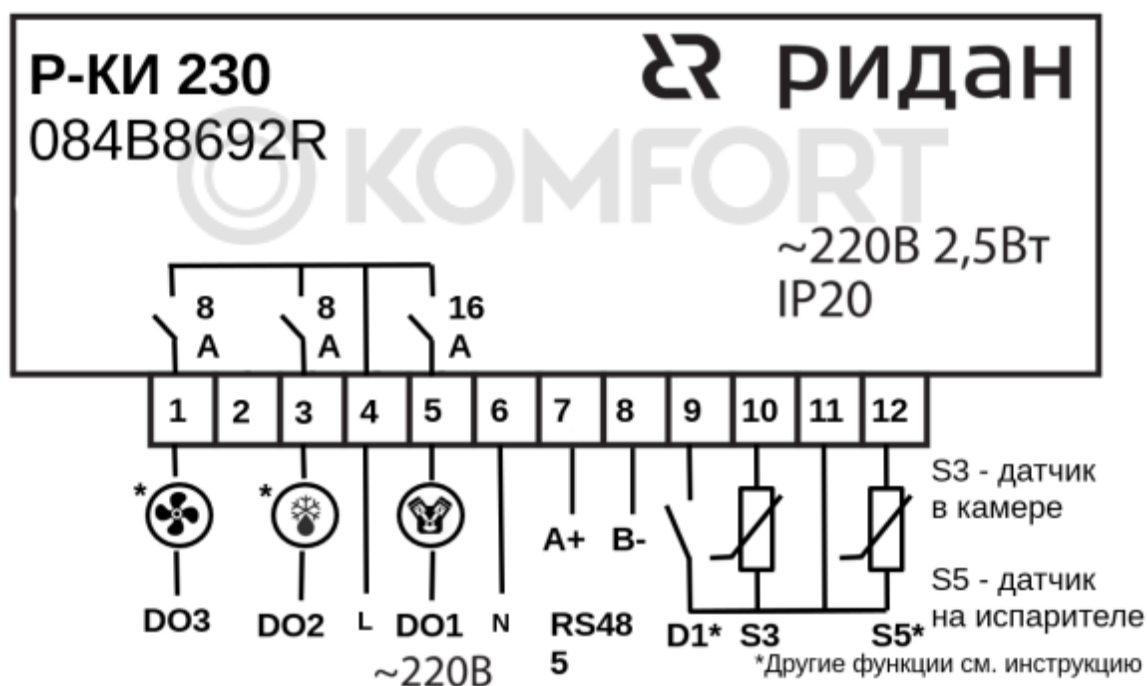 Р-КИ 230
ридан
084B8692R
KOMFORT
~220В 2,5Вт
IP20
8 A
8 A
16 A
1 2 3 4 5 6 7 8 9 10 11 12
* *
A+ B-
S3 - датчик
в камере
S5 - датчик
на испарителе
DO3 DO2 L DO1 N RS48
5
D1* S3 S5*
~220В
*Другие функции см. инструкцию